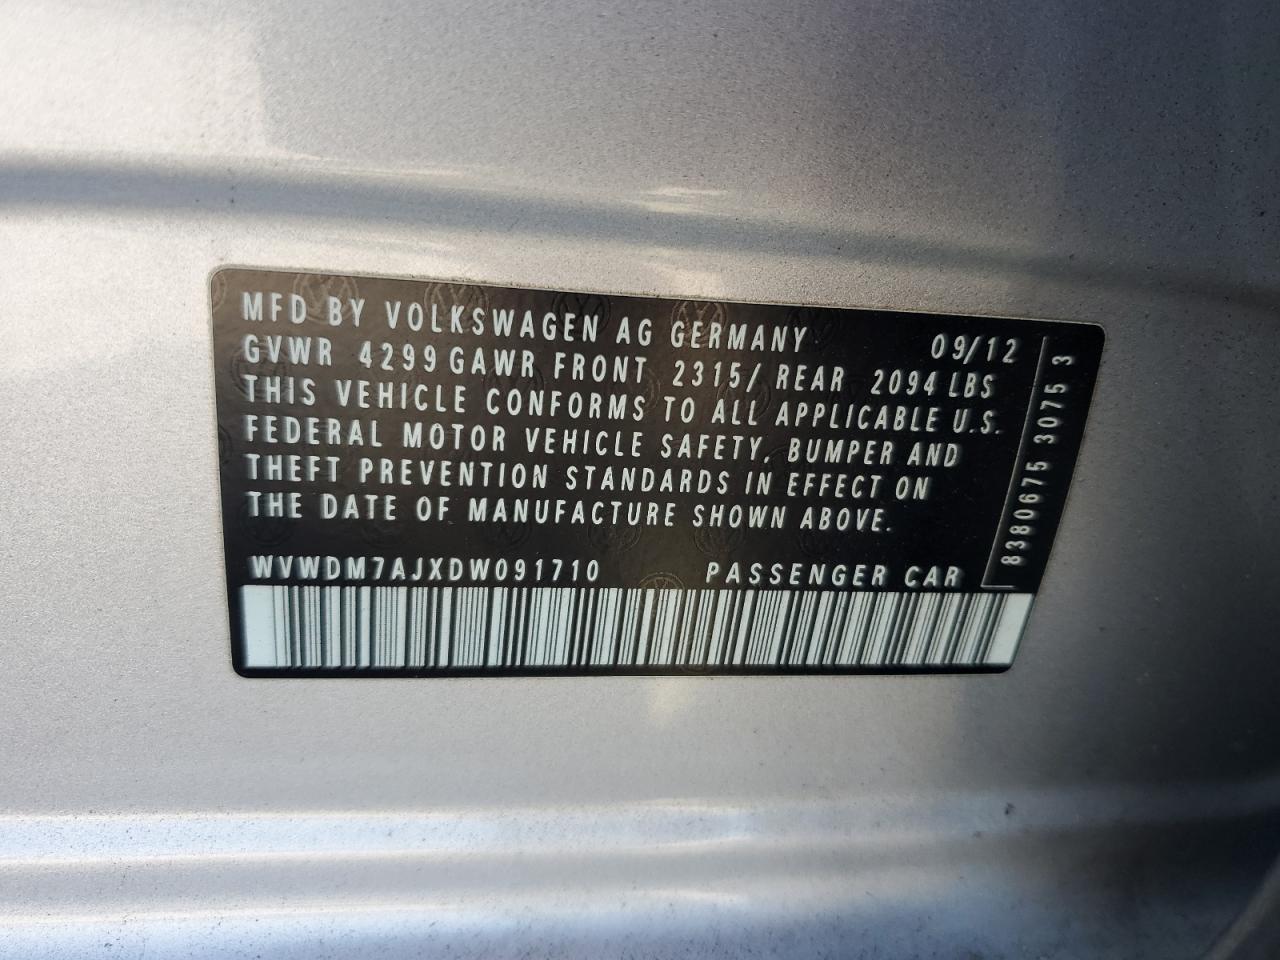 MFD BY VOLKSWAGEN AG GERMANY 09/12
GVWR 4299 GAWR FRONT 2315/ REAR 2094 LBS
THIS VEHICLE CONFORMS TO ALL APPLICABLE U.S.
FEDERAL MOTOR VEHICLE SAFETY, BUMPER AND
THEFT PREVENTION STANDARDS IN EFFECT ON
THE DATE OF MANUFACTURE SHOWN ABOVE.
WVWDM7AJXDW091710 PASSENGER CAR
8380675 30753